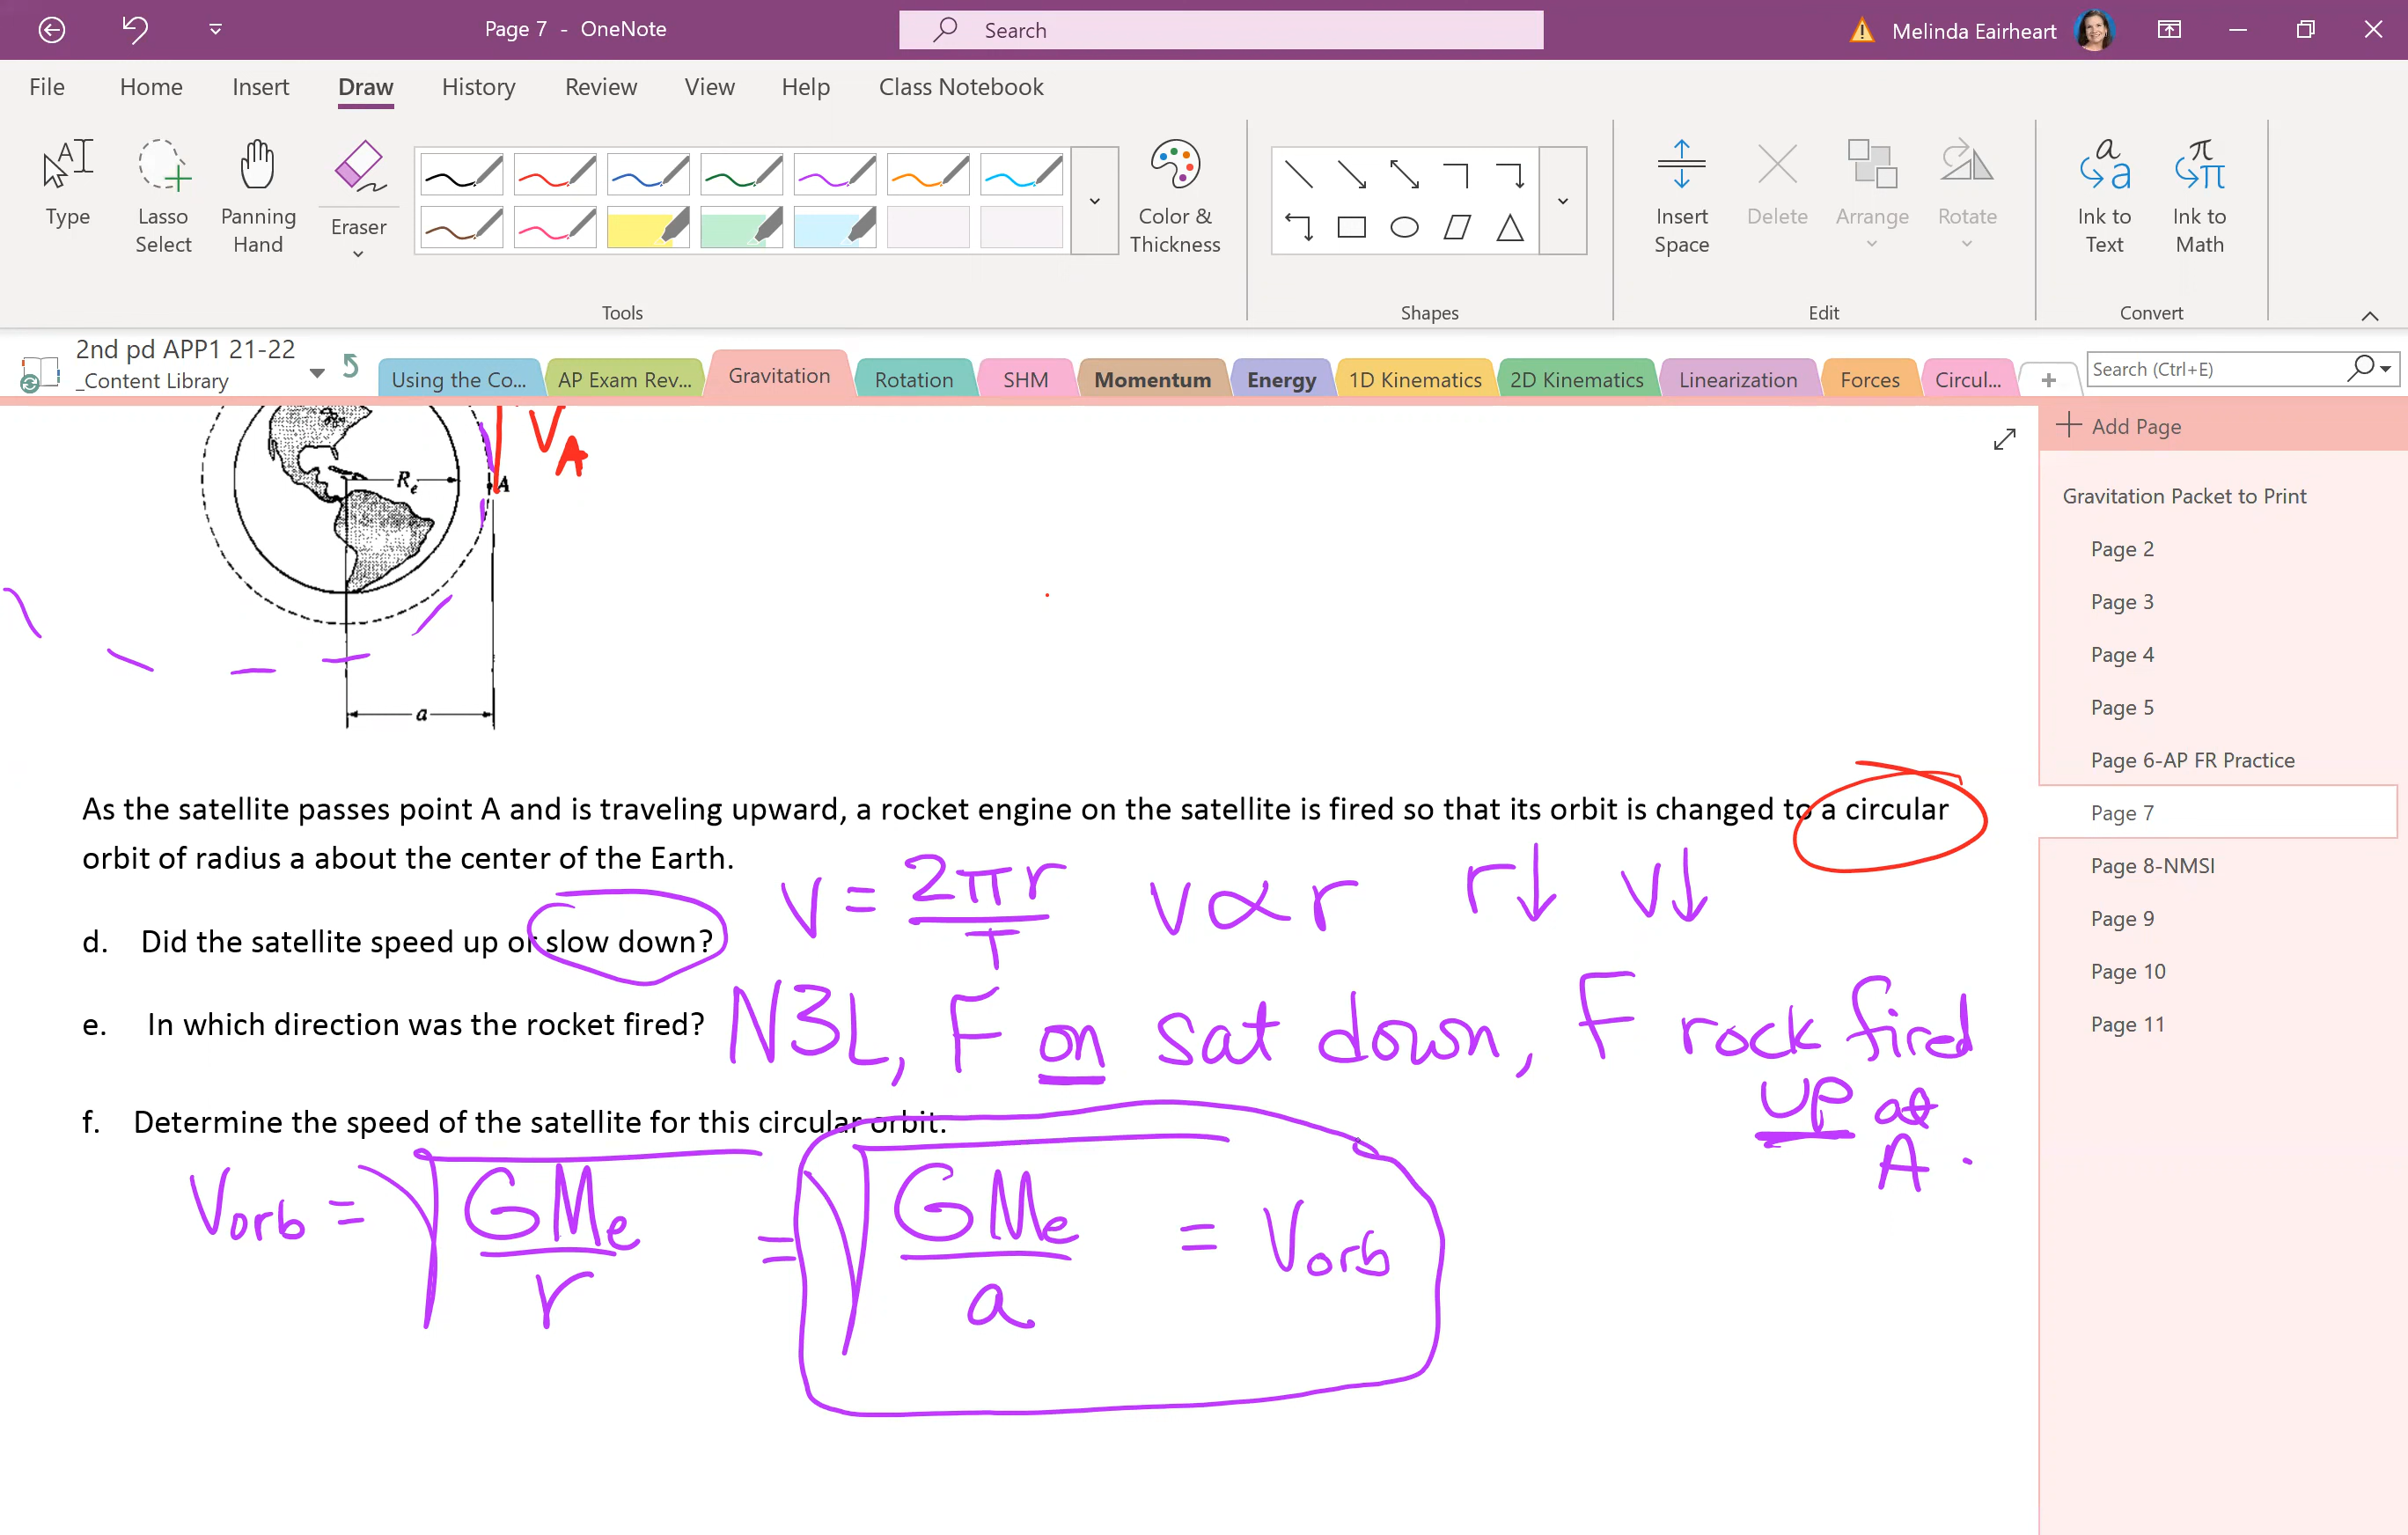 Page 7 - OneNote
Search
Melinda Eairheart
File Home Insert Draw History Review View Help Class Notebook
Type
Lasso Select
Panning Hand
Eraser
Color & Thickness
Insert Space
Delete
Arrange
Rotate
Ink to Text
Ink to Math
Tools
Shapes
Edit
Convert
2nd pd APP1 21-22
_Content Library
Using the Co... AP Exam Rev... Gravitation Rotation SHM Momentum Energy 1D Kinematics 2D Kinematics Linearization Forces Circul... +
Search (Ctrl+E)
Add Page
Gravitation Packet to Print
Page 2
Page 3
Page 4
Page 5
Page 6-AP FR Practice
Page 7
Page 8-NMSI
Page 9
Page 10
Page 11
VA
Re
A
a
As the satellite passes point A and is traveling upward, a rocket engine on the satellite is fired so that its orbit is changed to a circular
orbit of radius a about the center of the Earth.
v = 2πr/T v ∝ r r↓ v↓
d. Did the satellite speed up or slow down?
e. In which direction was the rocket fired? N3L, F on sat down, F rock fired
up at
A.
f. Determine the speed of the satellite for this circular orbit.
Vorb = √(GMe/r) = √(GMe/a) = Vorb